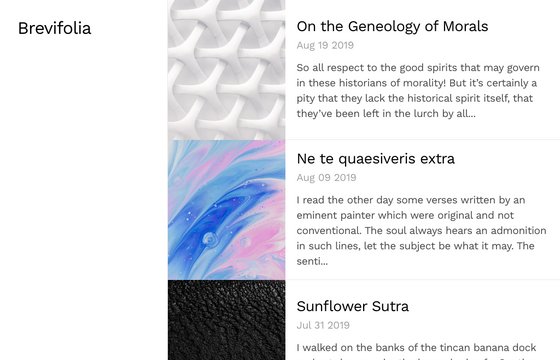 Brevifolia
On the Geneology of Morals
Aug 19 2019
So all respect to the good spirits that may govern
in these historians of morality! But it's certainly a
pity that they lack the historical spirit itself, that
they've been left in the lurch by all...
Ne te quaesiveris extra
Aug 09 2019
I read the other day some verses written by an
eminent painter which were original and not
conventional. The soul always hears an admonition
in such lines, let the subject be what it may. The
senti...
Sunflower Sutra
Jul 31 2019
I walked on the banks of the tincan banana dock